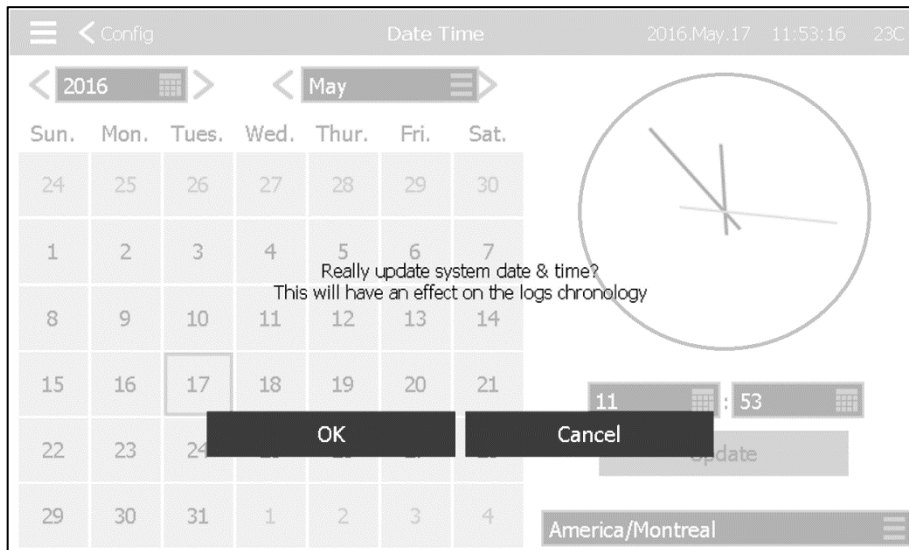 Config Date Time 2016.May.17 11:53:16 23C
2016 May
Sun. Mon. Tues. Wed. Thur. Fri. Sat.
24 25 26 27 28 29 30
1 2 3 4 5 6 7
Really update system date & time?
This will have an effect on the logs chronology
8 9 10 11 12 13 14
15 16 17 18 19 20 21
11 : 53
OK Cancel
22 23 24
Update
29 30 31 1 2 3 4
America/Montreal